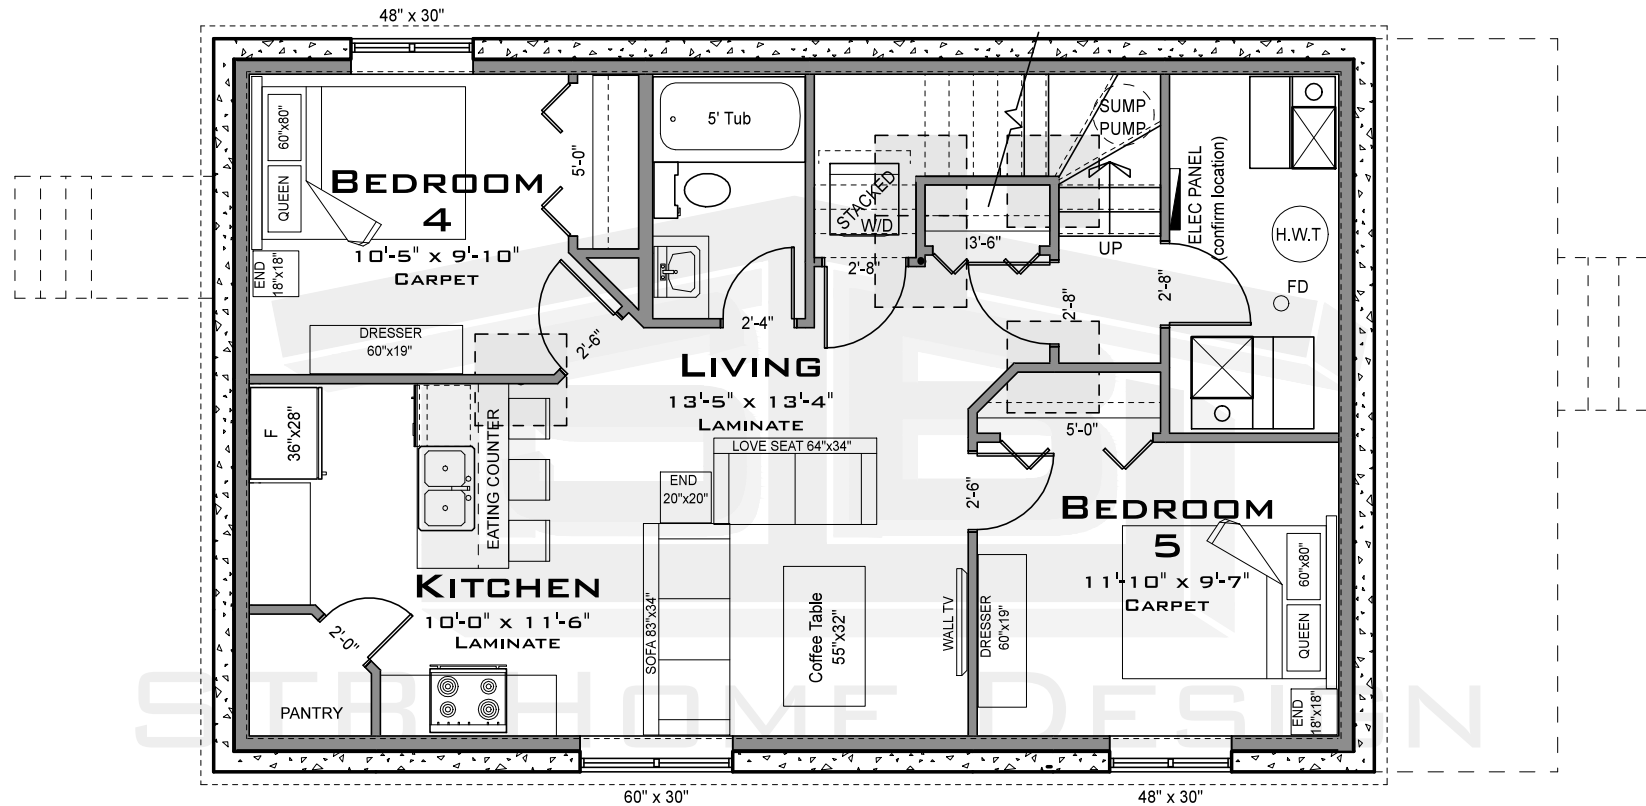 48" x 30"
60"x80"
QUEEN
BEDROOM
4
10'-5" x 9'-10"
CARPET
END
18"x18"
DRESSER
60"x19"
5'-0"
2'-6"
5' Tub
2'-4"
STACKED
W/D
2'-8"
3'-6"
SUMP
PUMP
UP
2'-8"
2'-8"
ELEC PANEL
(confirm location)
H.W.T
FD
LIVING
13'-5" x 13'-4"
LAMINATE
F
36"x28"
EATING COUNTER
LOVE SEAT 64"x34"
END
20"x20"
5'-0"
2'-6"
BEDROOM
5
11'-10" x 9'-7"
CARPET
60"x80"
QUEEN
KITCHEN
10'-0" x 11'-6"
LAMINATE
SOFA 83"x34"
Coffee Table
55"x32"
WALL TV
DRESSER
60"x19"
2'-0"
PANTRY
END
18"x18"
STB HOME DESIGN
60" x 30"
48" x 30"